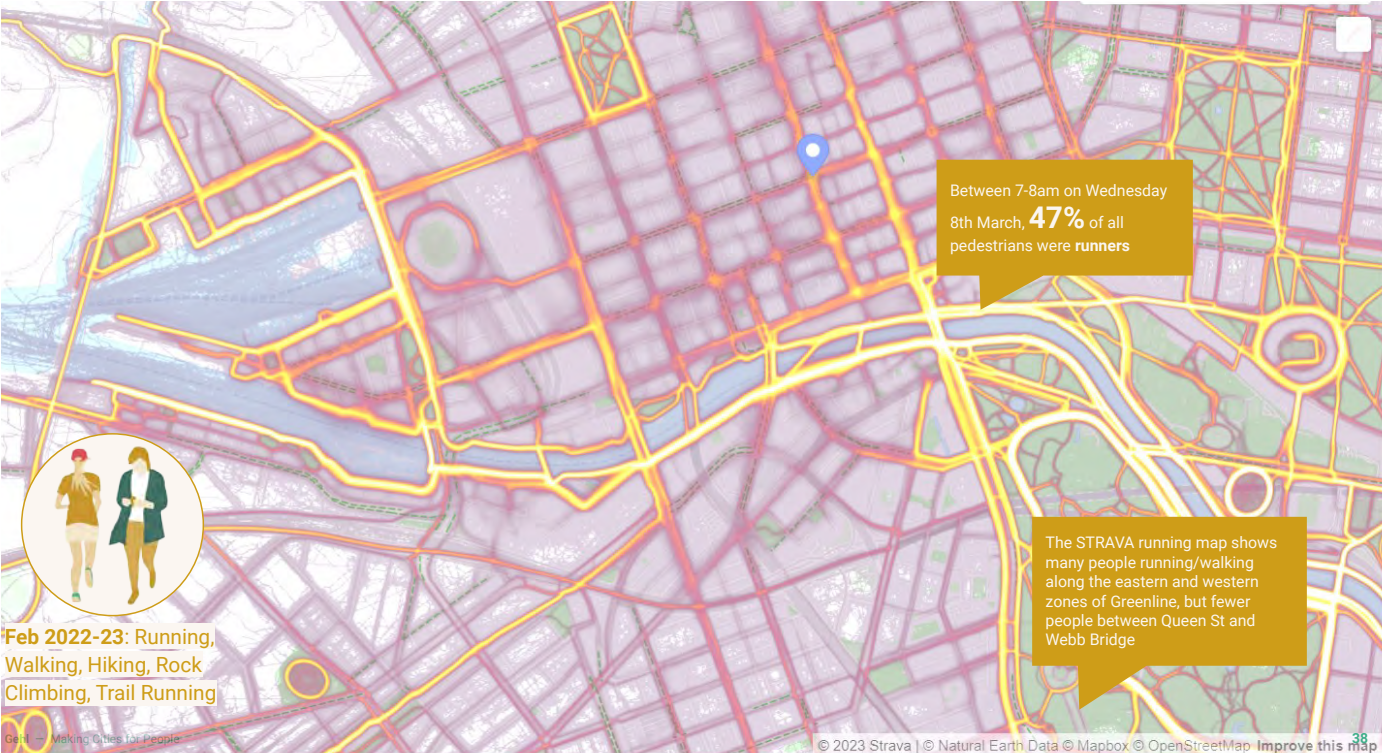 Between 7-8am on Wednesday
8th March, 47% of all
pedestrians were runners
The STRAVA running map shows
many people running/walking
along the eastern and western
zones of Greenline, but fewer
people between Queen St and
Webb Bridge
Feb 2022-23: Running,
Walking, Hiking, Rock
Climbing, Trail Running
Gehl — Making Cities for People
38
© 2023 Strava | © Natural Earth Data © Mapbox © OpenStreetMap Improve this map